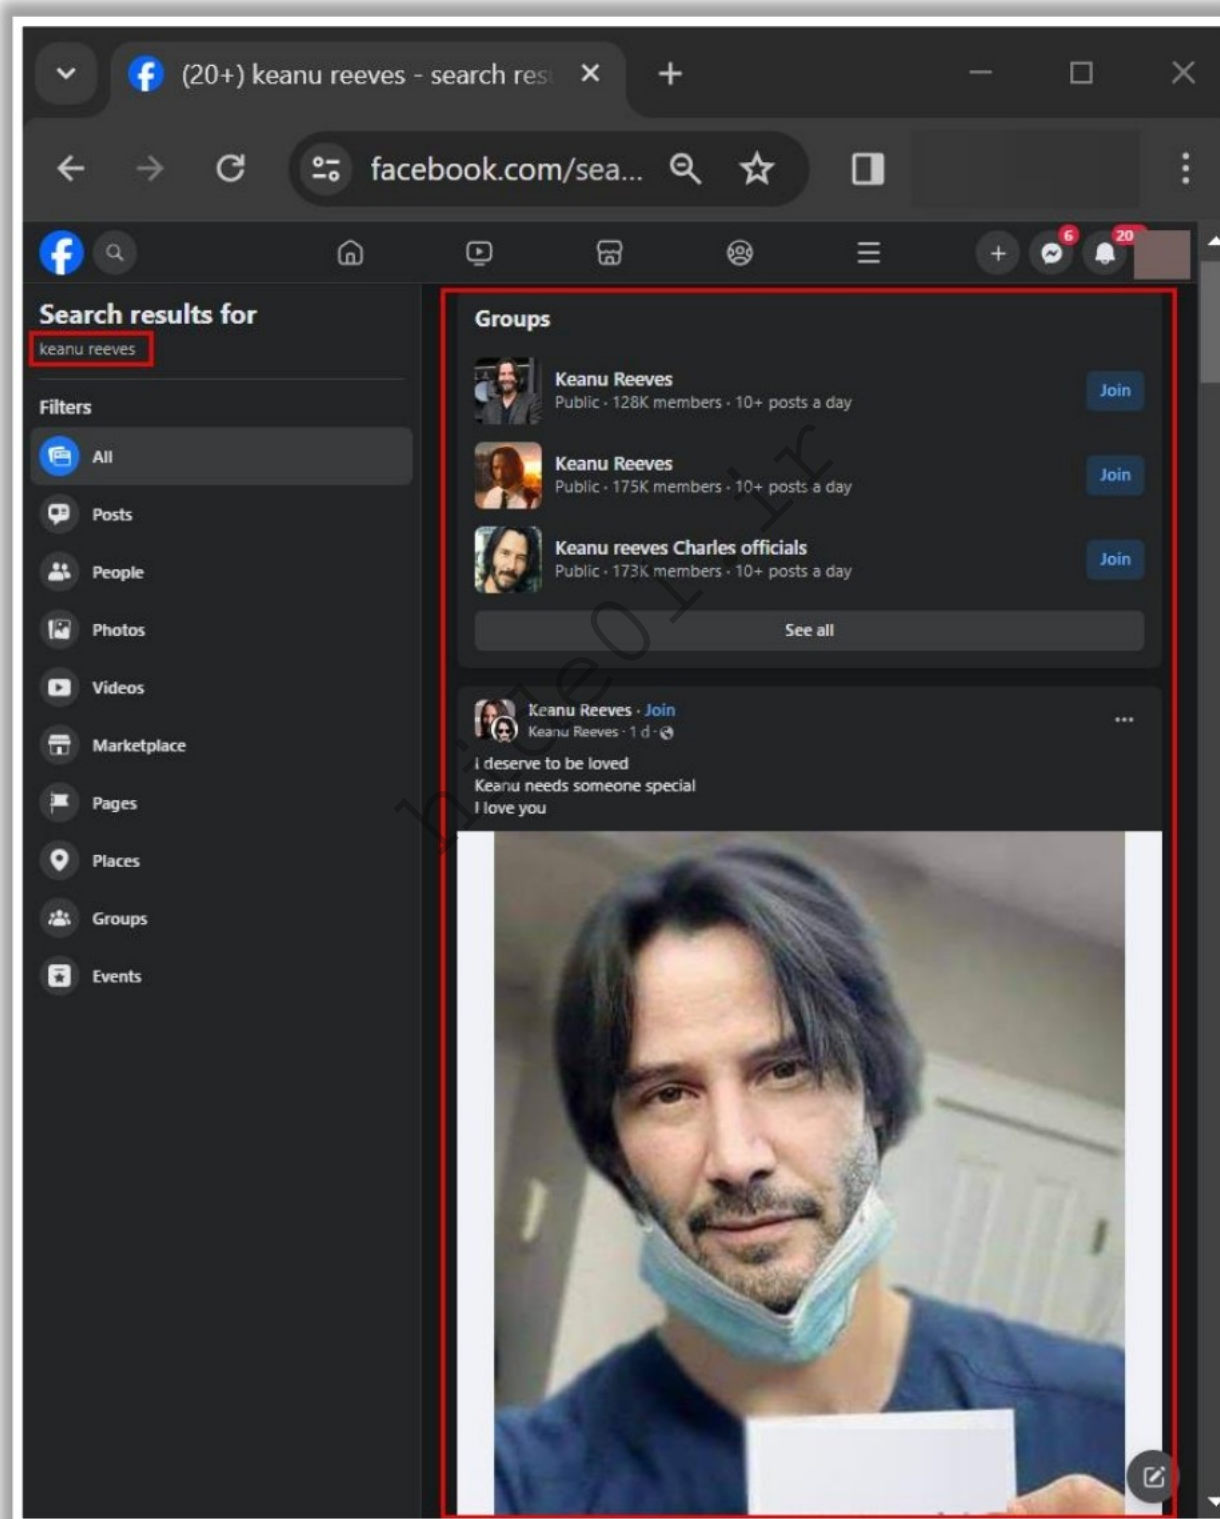 (20+) keanu reeves - search res
facebook.com/sea...
6
20
Search results for
keanu reeves
Filters
All
Posts
People
Photos
Videos
Marketplace
Pages
Places
Groups
Events
Groups
Keanu Reeves
Public · 128K members · 10+ posts a day
Join
Keanu Reeves
Public · 175K members · 10+ posts a day
Join
Keanu reeves Charles officials
Public · 173K members · 10+ posts a day
Join
See all
Keanu Reeves · Join
Keanu Reeves · 1 d ·
I deserve to be loved
Keanu needs someone special
I love you
hide01.ir